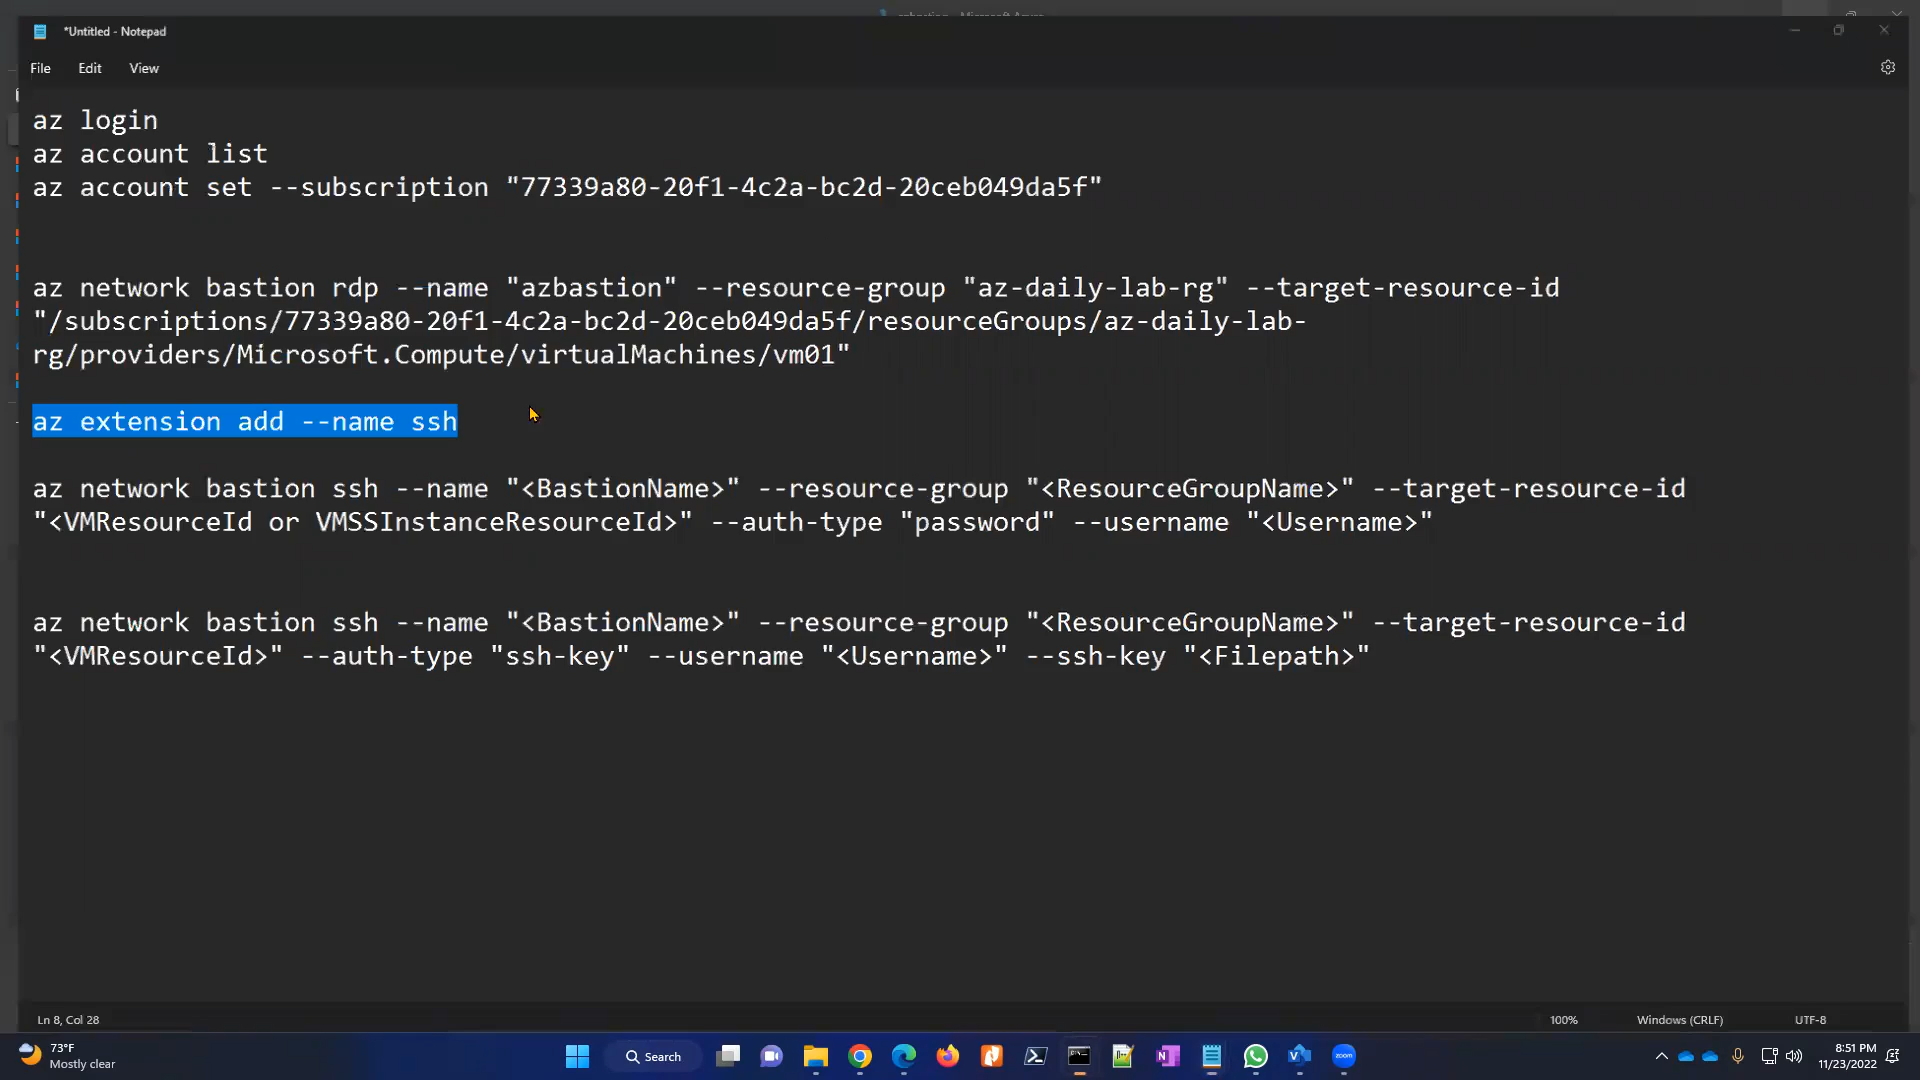 *Untitled - Notepad
File Edit View
az login
az account list
az account set --subscription "77339a80-20f1-4c2a-bc2d-20ceb049da5f"
az network bastion rdp --name "azbastion" --resource-group "az-daily-lab-rg" --target-resource-id
"/subscriptions/77339a80-20f1-4c2a-bc2d-20ceb049da5f/resourceGroups/az-daily-lab-
rg/providers/Microsoft.Compute/virtualMachines/vm01"
az extension add --name ssh
az network bastion ssh --name "<BastionName>" --resource-group "<ResourceGroupName>" --target-resource-id
"<VMResourceId or VMSSInstanceResourceId>" --auth-type "password" --username "<Username>"
az network bastion ssh --name "<BastionName>" --resource-group "<ResourceGroupName>" --target-resource-id
"<VMResourceId>" --auth-type "ssh-key" --username "<Username>" --ssh-key "<Filepath>"
Ln 8, Col 28 100% Windows (CRLF) UTF-8
73°F
Mostly clear
Search
zoom
8:51 PM
11/23/2022